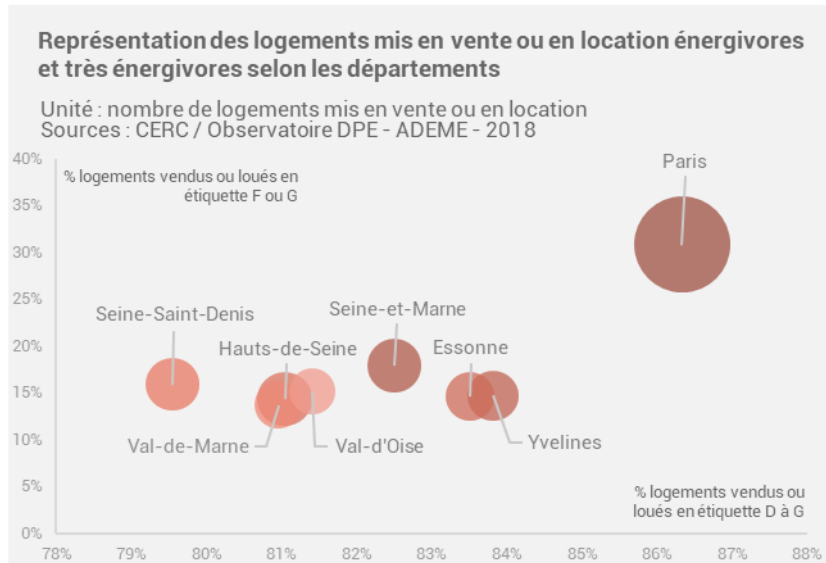 Représentation des logements mis en vente ou en location énergivores
et très énergivores selon les départements
Unité : nombre de logements mis en vente ou en location
Sources : CERC / Observatoire DPE - ADEME - 2018
40%
% logements vendus ou loués en
étiquette F ou G
Paris
35%
30%
25%
Seine-Saint-Denis
Seine-et-Marne
20%
Hauts-de-Seine
Essonne
15%
10%
Val-de-Marne
Val-d'Oise
Yvelines
5%
% logements vendus ou
loués en étiquette D à G
0%
78% 79% 80% 81% 82% 83% 84% 85% 86% 87% 88%